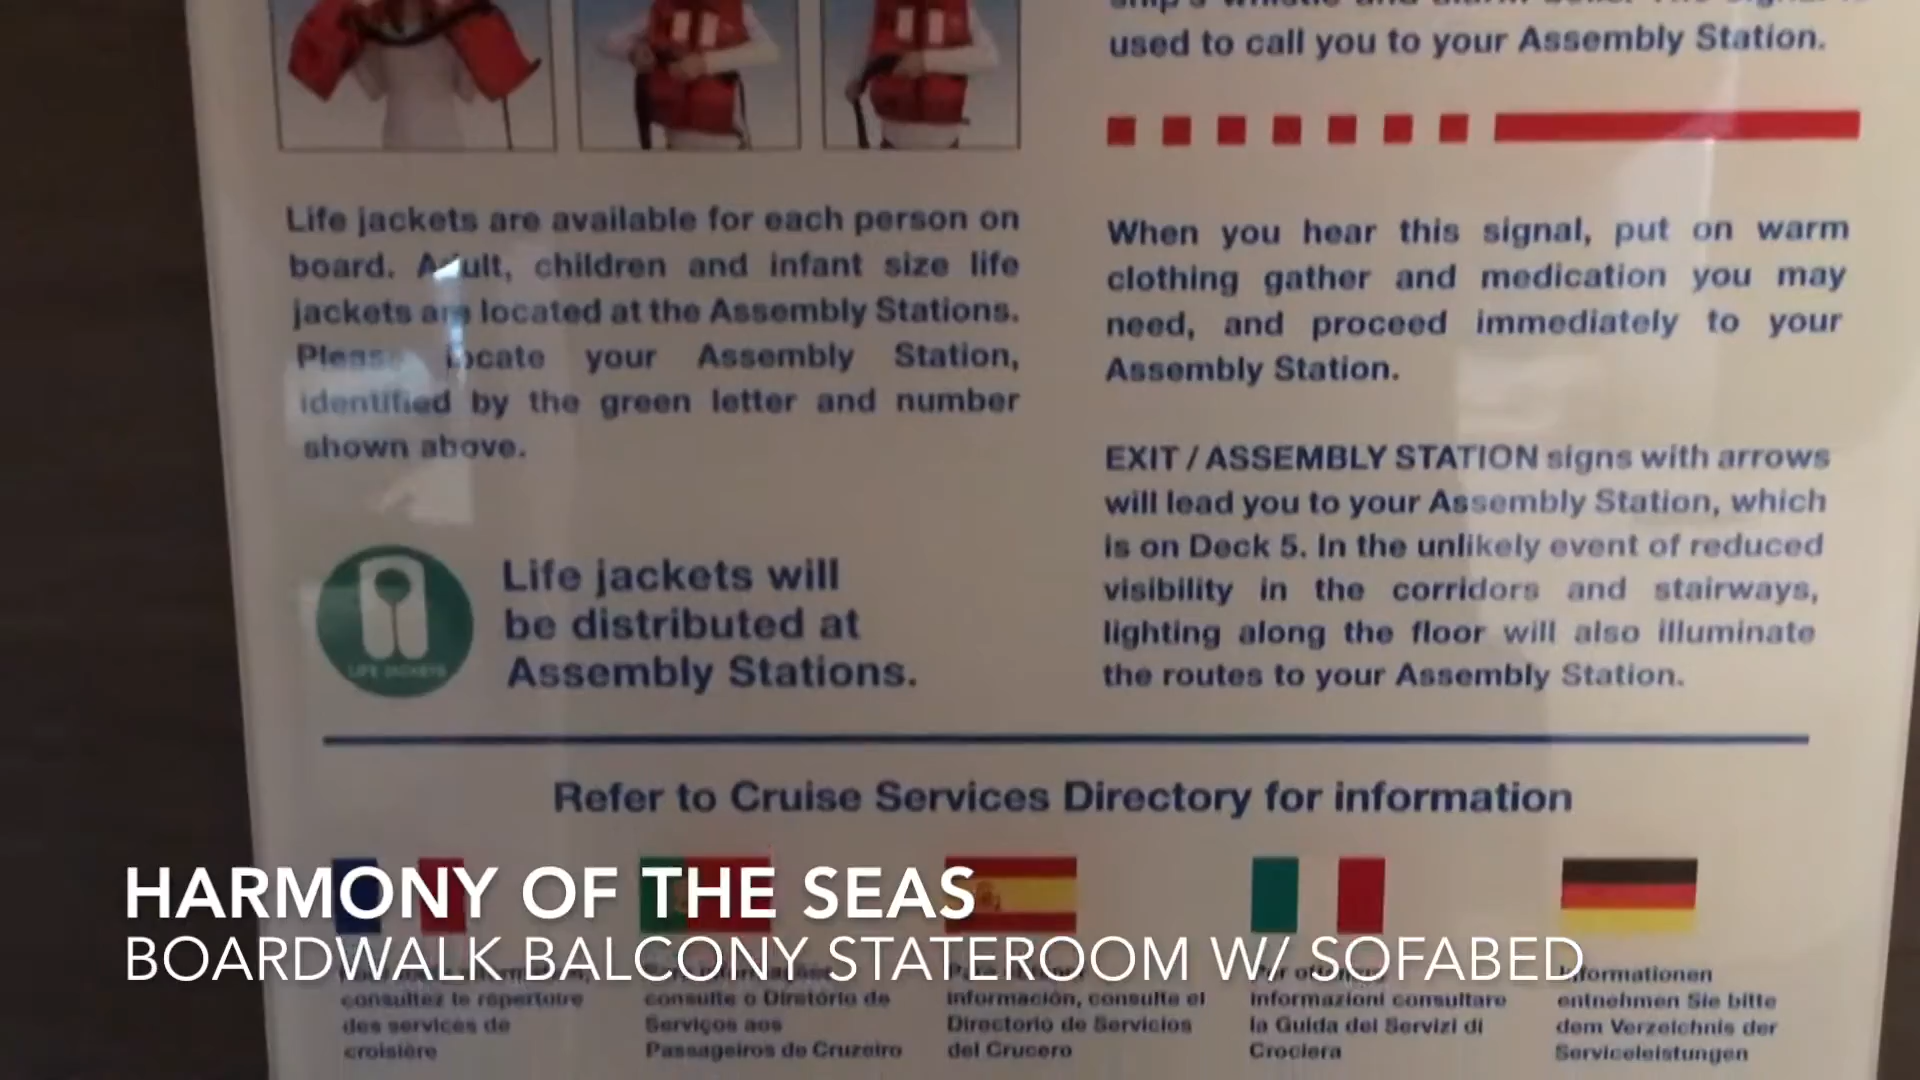 used to call you to your Assembly Station.
Life jackets are available for each person on
board. Adult, children and infant size life
jackets are located at the Assembly Stations.
Please locate your Assembly Station,
identified by the green letter and number
shown above.
LIFE JACKETS
Life jackets will
be distributed at
Assembly Stations.
When you hear this signal, put on warm
clothing gather and medication you may
need, and proceed immediately to your
Assembly Station.
EXIT / ASSEMBLY STATION signs with arrows
will lead you to your Assembly Station, which
is on Deck 5. In the unlikely event of reduced
visibility in the corridors and stairways,
lighting along the floor will also illuminate
the routes to your Assembly Station.
Refer to Cruise Services Directory for information
HARMONY OF THE SEAS
BOARDWALK BALCONY STATEROOM W/ SOFABED
consultez le répertoire
des services de
croisière
consulte o Diretório de
Serviços aos
Passageiros de Cruzeiro
información, consulte el
Directorio de Servicios
del Crucero
informazioni consultare
la Guida dei Servizi di
Crociera
Informationen
entnehmen Sie bitte
dem Verzeichnis der
Serviceleistungen